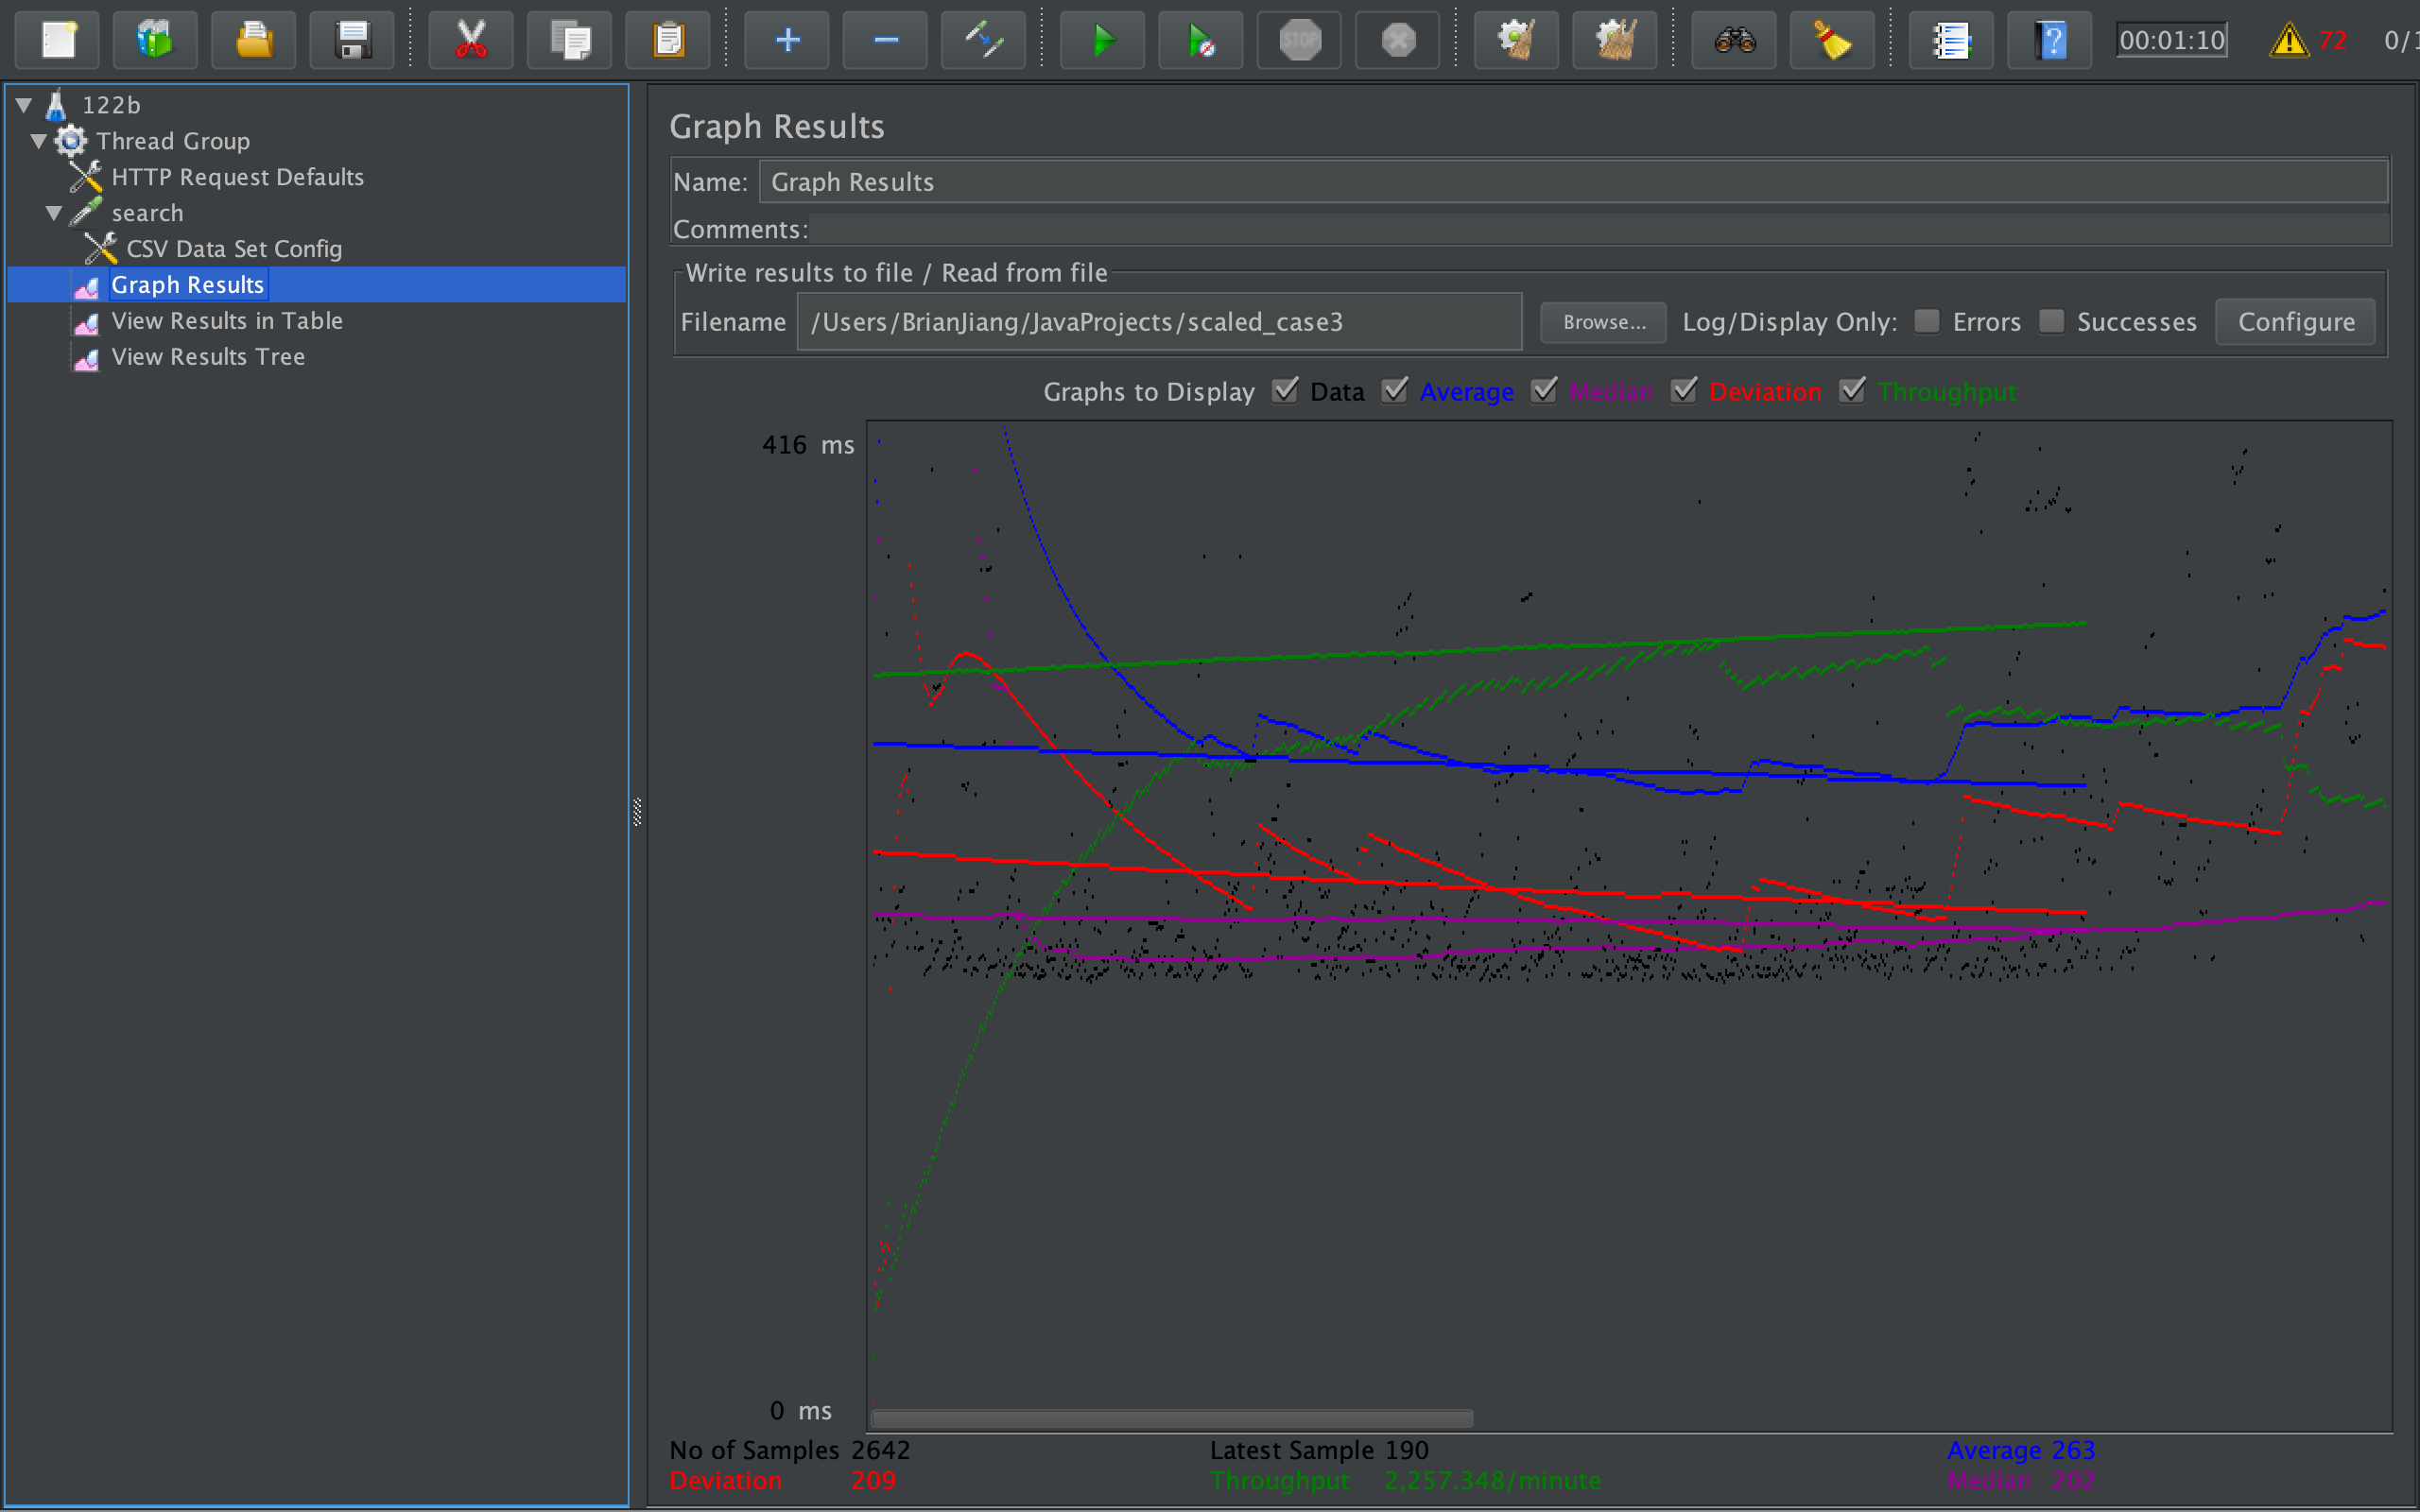 STOP
00:01:10
72
0/1
122b
Thread Group
HTTP Request Defaults
search
CSV Data Set Config
Graph Results
View Results in Table
View Results Tree
Graph Results
Name: Graph Results
Comments:
Write results to file / Read from file
Filename /Users/BrianJiang/JavaProjects/scaled_case3 Browse... Log/Display Only: Errors Successes Configure
Graphs to Display Data Average Median Deviation Throughput
416 ms
0 ms
No of Samples 2642 Latest Sample 190 Average 263
Deviation 209 Throughput 2,257.348/minute Median 202